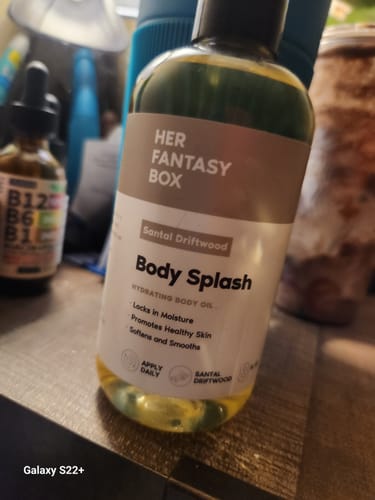 HER
FANTASY
BOX
Santal Driftwood
Body Splash
HYDRATING BODY OIL
Locks in Moisture
Promotes Healthy Skin
Softens and Smooths
APPLY
DAILY
SANTAL
DRIFTWOOD
B12
B6
B1
Galaxy S22+